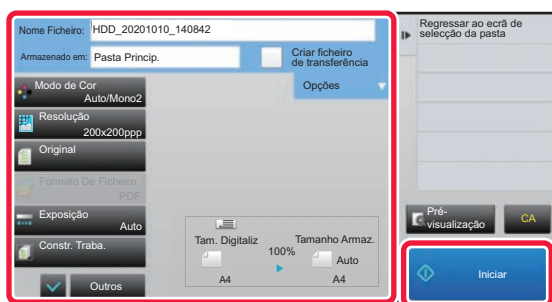 Nome Ficheiro: HDD_20201010_140842
Armazenado em: Pasta Princip.
Criar ficheiro
de transferência
Opções
Modo de Cor
Auto/Mono2
Resolução
200x200ppp
Original
Formato De Ficheiro
PDF
Exposição
Auto
Constr. Traba.
Outros
Tam. Digitaliz
100%
Tamanho Armaz.
Auto
A4
A4
Regressar ao ecrã de
selecção da pasta
Pré-
visualização
CA
Iniciar